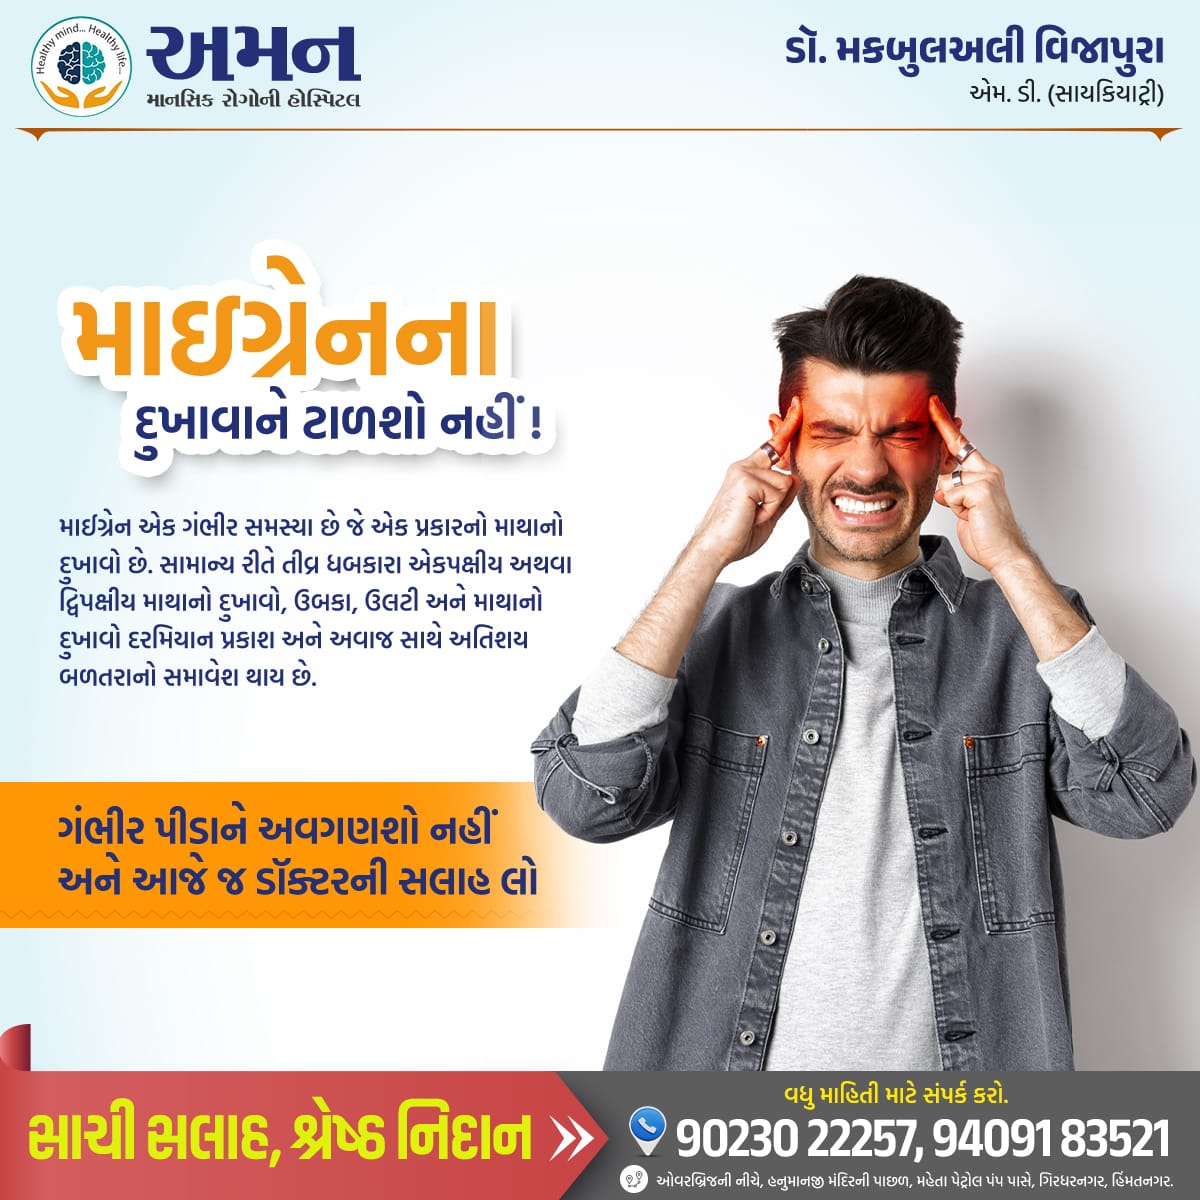 Healthy mind... Healthy life...
અમન
માનસિક રોગોની હોસ્પિટલ
ડૉ. મકબુલઅલી વિજાપુરા
એમ. ડી. (સાયકિયાટ્રી)
માઇગ્રેનના
દુખાવાને ટાળશો નહીં !
માઈગ્રેન એક ગંભીર સમસ્યા છે જે એક પ્રકારનો માથાનો
દુખાવો છે. સામાન્ય રીતે તીવ્ર ધબકારા એકપક્ષીય અથવા
દ્વિપક્ષીય માથાનો દુખાવો, ઉબકા, ઉલટી અને માથાનો
દુખાવો દરમિયાન પ્રકાશ અને અવાજ સાથે અતિશય
બળતરાનો સમાવેશ થાય છે.
ગંભીર પીડાને અવગણશો નહીં
અને આજે જ ડૉક્ટરની સલાહ લો
સાચી સલાહ, શ્રેષ્ઠ નિદાન
વધુ માહિતી માટે સંપર્ક કરો.
90230 22257, 94091 83521
ઓવરબ્રિજની નીચે, હનુમાનજી મંદિરની પાછળ, મહેતા પેટ્રોલ પંપ પાસે, ગિરધરનગર, હિંમતનગર.